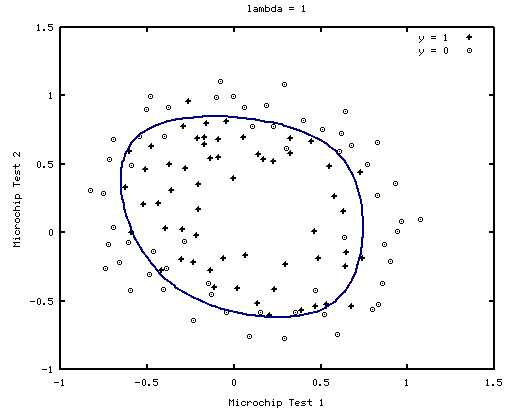 lambda = 1
1.5
y = 1
y = 0
1
0.5
Microchip Test 2
0
-0.5
-1
-1 -0.5 0 0.5 1 1.5
Microchip Test 1